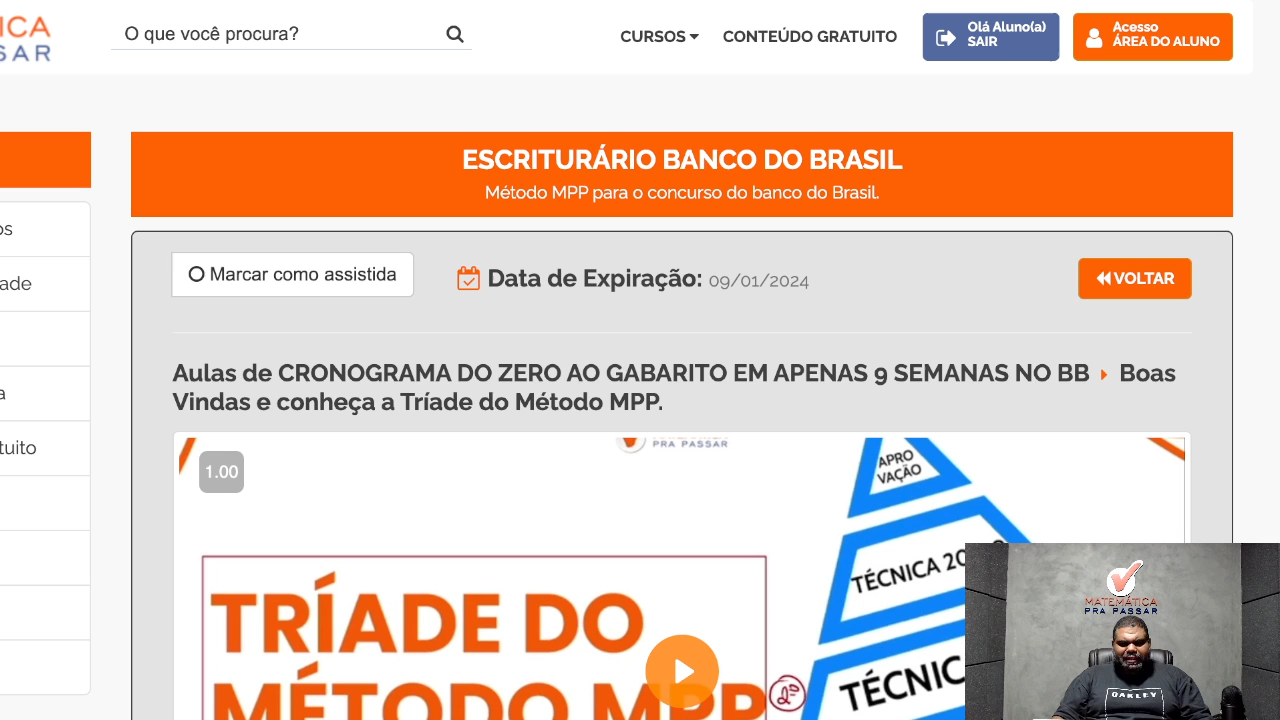 ICA
SSAR
O que você procura?
CURSOS
CONTEÚDO GRATUITO
Olá Aluno(a)
SAIR
Acesso
ÁREA DO ALUNO
ESCRITURÁRIO BANCO DO BRASIL
Método MPP para o concurso do banco do Brasil.
os
ade
a
tuito
Marcar como assistida
Data de Expiração: 09/01/2024
VOLTAR
Aulas de CRONOGRAMA DO ZERO AO GABARITO EM APENAS 9 SEMANAS NO BB Boas
Vindas e conheça a Tríade do Método MPP.
PRA PASSAR
1.00
APRO
VAÇÃO
TÉCNICA 20
TÉCNIC
TRÍADE DO
MÉTODO MPP
2º
MATEMÁTICA
PRA PASSAR
OAKLEY